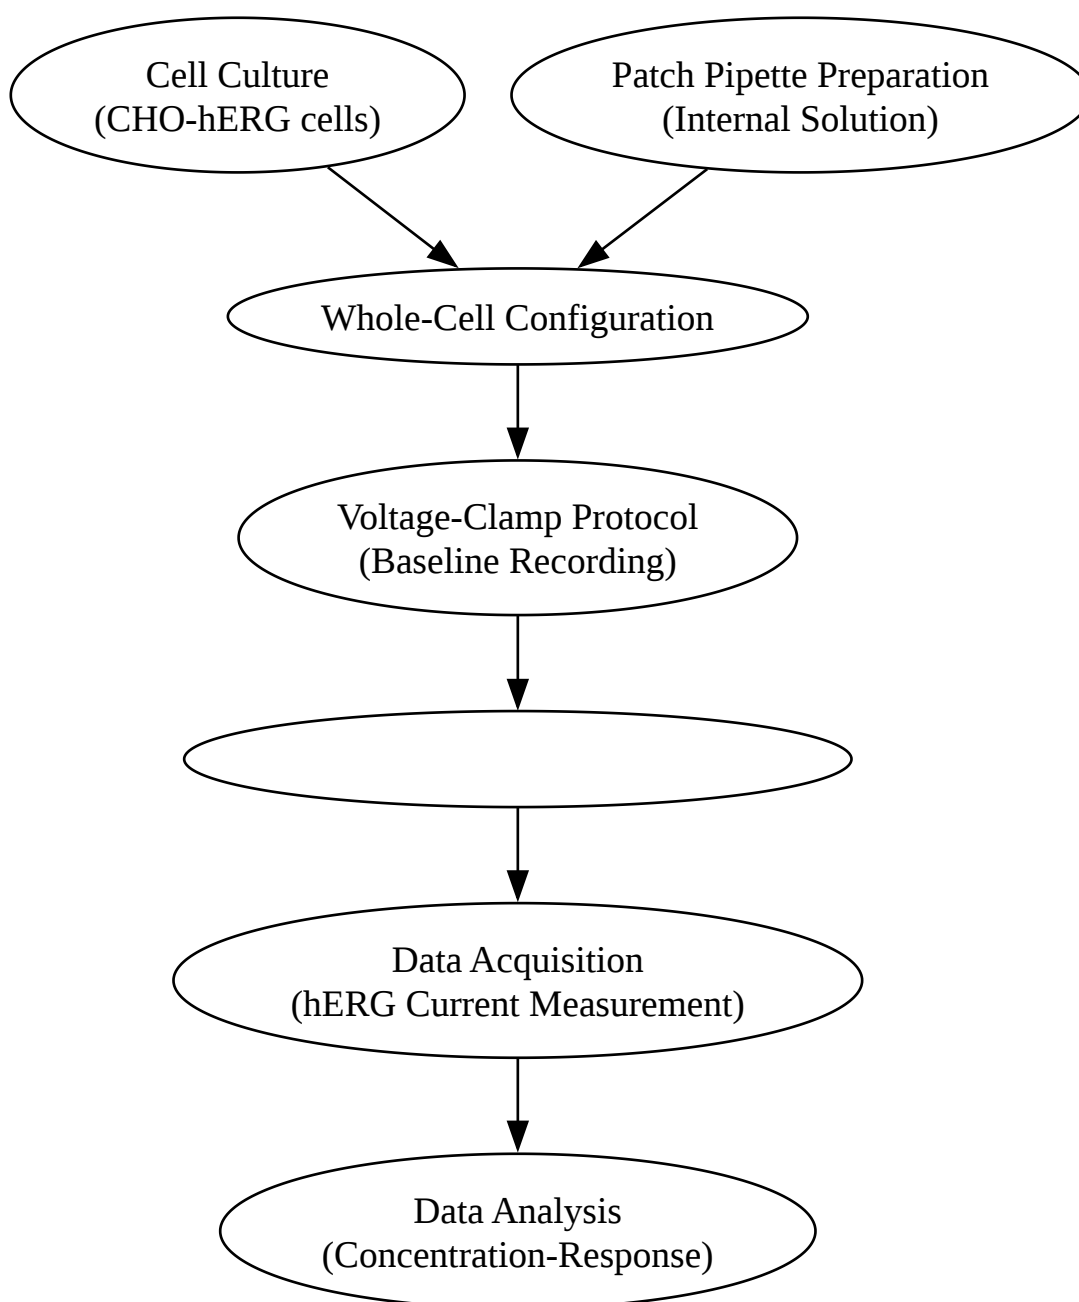 Cell Culture
(CHO-hERG cells)
Patch Pipette Preparation
(Internal Solution)
Whole-Cell Configuration
Voltage-Clamp Protocol
(Baseline Recording)
Data Acquisition
(hERG Current Measurement)
Data Analysis
(Concentration-Response)